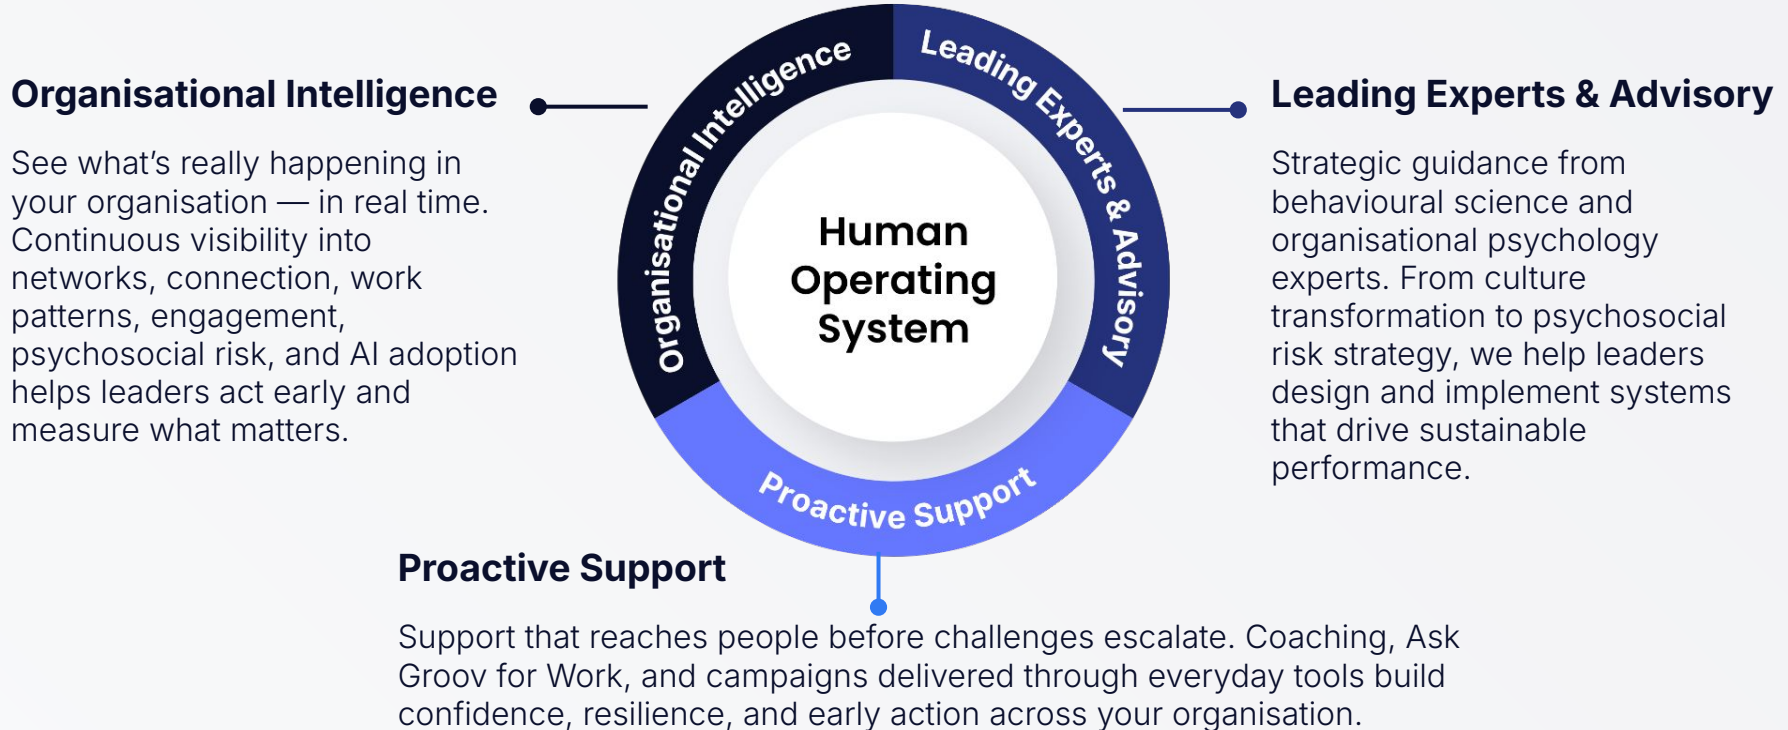 Organisational Intelligence
See what’s really happening in
your organisation — in real time.
Continuous visibility into
networks, connection, work
patterns, engagement,
psychosocial risk, and AI adoption
helps leaders act early and
measure what matters.
Organisational Intelligence
Leading Experts & Advisory
Proactive Support
Human
Operating
System
Leading Experts & Advisory
Strategic guidance from
behavioural science and
organisational psychology
experts. From culture
transformation to psychosocial
risk strategy, we help leaders
design and implement systems
that drive sustainable
performance.
Proactive Support
Support that reaches people before challenges escalate. Coaching, Ask
Groov for Work, and campaigns delivered through everyday tools build
confidence, resilience, and early action across your organisation.